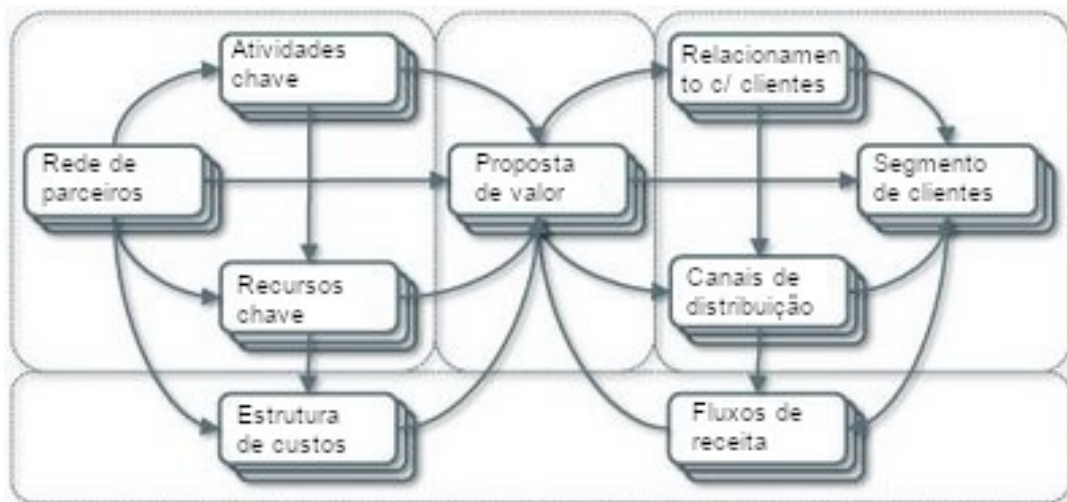 Atividades
chave
Relacionamen
to c/ clientes
Rede de
parceiros
Proposta
de valor
Segmento
de clientes
Recursos
chave
Canais de
distribuição
Estrutura
de custos
Fluxos de
receita